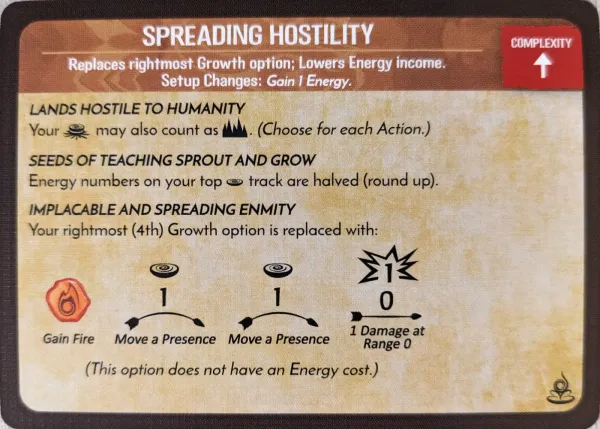 SPREADING HOSTILITY
COMPLEXITY
Replaces rightmost Growth option; Lowers Energy income.
Setup Changes: Gain 1 Energy.
LANDS HOSTILE TO HUMANITY
Your may also count as . (Choose for each Action.)
SEEDS OF TEACHING SPROUT AND GROW
Energy numbers on your top track are halved (round up).
IMPLACABLE AND SPREADING ENMITY
Your rightmost (4th) Growth option is replaced with:
1
1
1
0
Gain Fire
Move a Presence
Move a Presence
1 Damage at
Range 0
(This option does not have an Energy cost.)